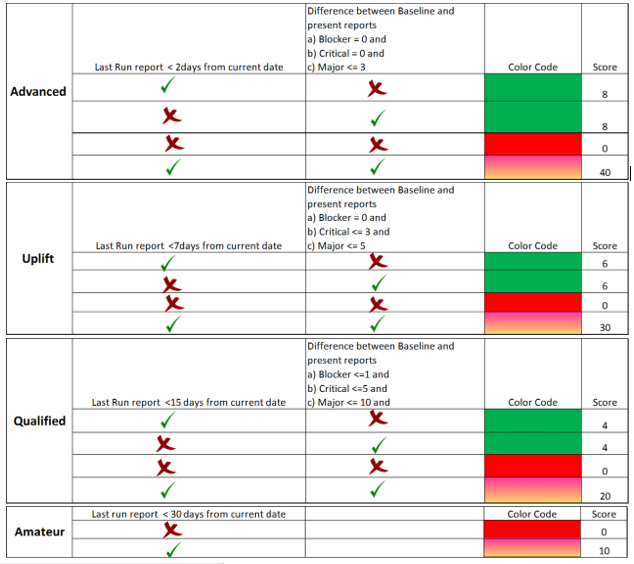 Difference between Baseline and
present reports
a) Blocker = 0 and
b) Critical = 0 and
Last Run report < 2days from current date c) Major <= 3 Color Code Score
Advanced
8
8
0
40
Difference between Baseline and
present reports
a) Blocker = 0 and
b) Critical <= 3 and
Last Run report <7days from current date c) Major <= 5 Color Code Score
Uplift
6
6
0
30
Difference between Baseline and
present reports
a) Blocker <=1 and
b) Critical <=5 and
Last Run report <15 days from current date c) Major <= 10 and Color Code Score
Qualified
4
4
0
20
Last run report < 30 days from current date Color Code Score
Amateur
0
10